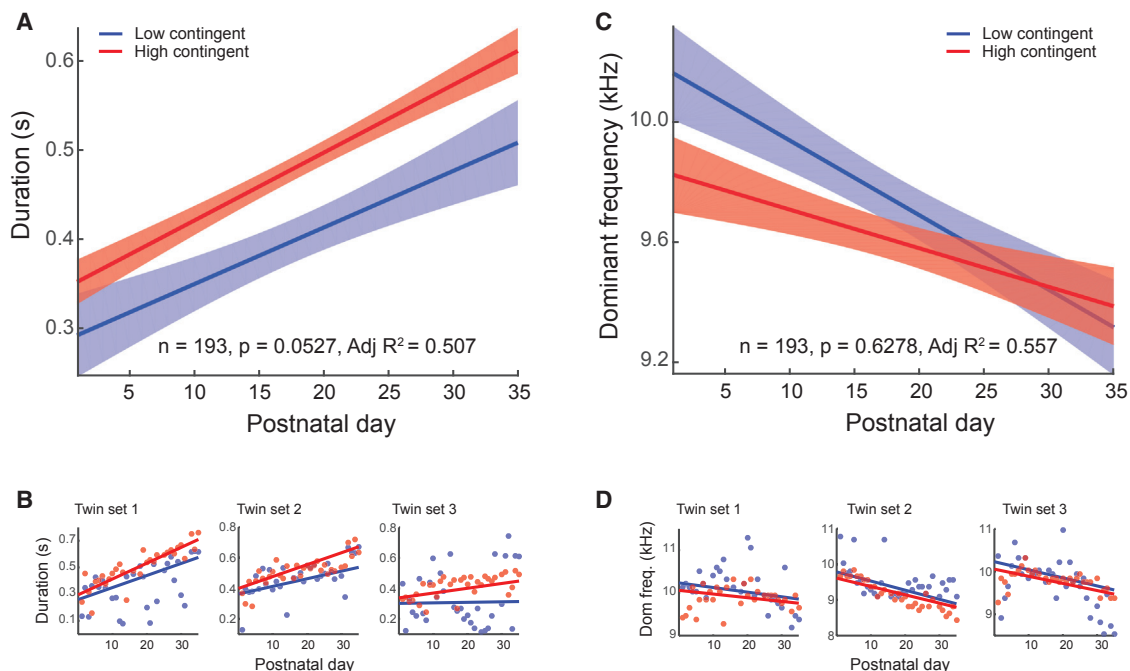 A
Low contingent
High contingent
Duration (s)
0.6
0.5
0.4
0.3
n = 193, p = 0.0527, Adj R² = 0.507
5 10 15 20 25 30 35
Postnatal day
C
Low contingent
High contingent
Dominant frequency (kHz)
10.0
9.6
9.2
n = 193, p = 0.6278, Adj R² = 0.557
5 10 15 20 25 30 35
Postnatal day
B
Twin set 1
Twin set 2
Twin set 3
Duration (s)
0.7
0.5
0.3
0.1
10 20 30
0.8
0.6
0.4
0.2
10 20 30
0.8
0.6
0.4
0.2
10 20 30
Postnatal day
D
Twin set 1
Twin set 2
Twin set 3
Dom freq. (kHz)
11
10
9
10 20 30
11
10
9
8
10 20 30
11
10
9
10 20 30
Postnatal day